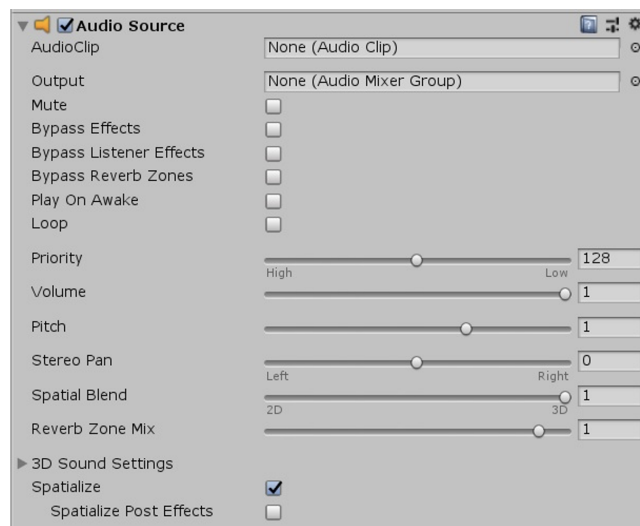 Audio Source
AudioClip None (Audio Clip)
Output None (Audio Mixer Group)
Mute
Bypass Effects
Bypass Listener Effects
Bypass Reverb Zones
Play On Awake
Loop
Priority 128
High Low
Volume 1
Pitch 1
Stereo Pan 0
Left Right
Spatial Blend 1
2D 3D
Reverb Zone Mix 1
3D Sound Settings
Spatialize
Spatialize Post Effects